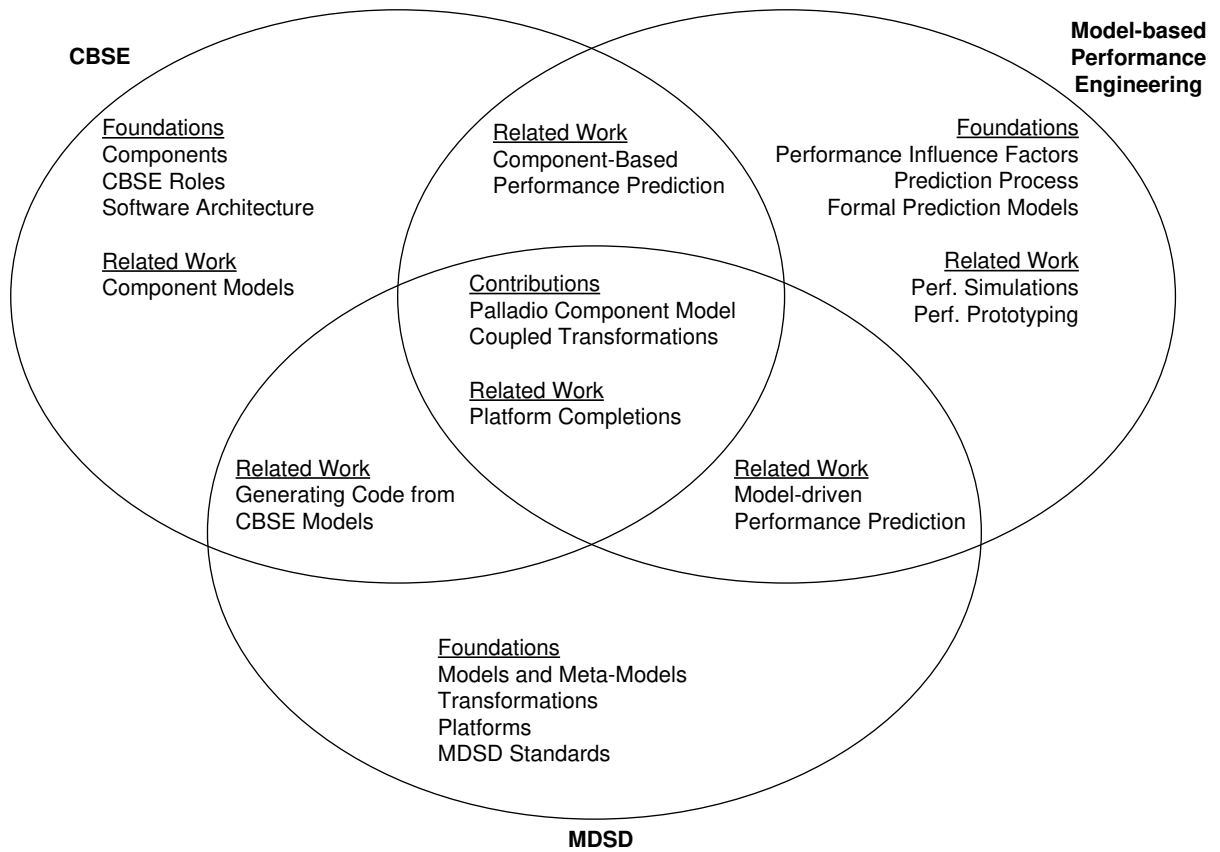 CBSE
Model-based
Performance
Engineering
Foundations
Components
CBSE Roles
Software Architecture
Related Work
Component Models
Related Work
Component-Based
Performance Prediction
Foundations
Performance Influence Factors
Prediction Process
Formal Prediction Models
Related Work
Perf. Simulations
Perf. Prototyping
Contributions
Palladio Component Model
Coupled Transformations
Related Work
Platform Completions
Related Work
Generating Code from
CBSE Models
Related Work
Model-driven
Performance Prediction
Foundations
Models and Meta-Models
Transformations
Platforms
MDSD Standards
MDSD